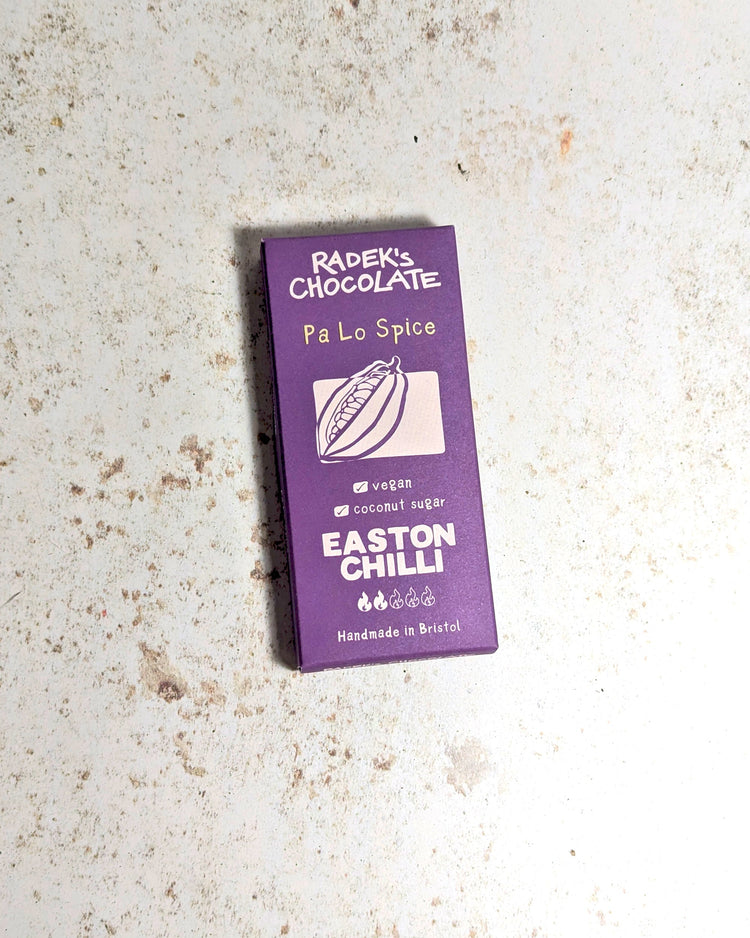 RADEK's
CHOCOLATE
Pa Lo Spice
vegan
coconut sugar
EASTON
CHILLI
Handmade in Bristol